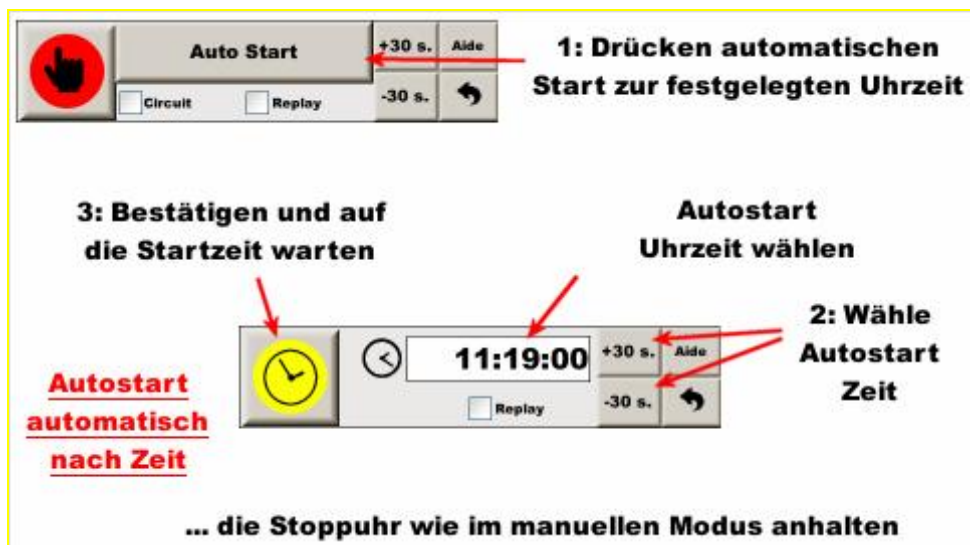 Auto Start
+30 s.
Aide
Circuit
Replay
-30 s.
1: Drücken automatischen
Start zur festgelegten Uhrzeit
3: Bestätigen und auf
die Startzeit warten
Autostart
Uhrzeit wählen
11:19:00
Replay
+30 s.
Aide
-30 s.
2: Wähle
Autostart
Zeit
Autostart
automatisch
nach Zeit
... die Stoppuhr wie im manuellen Modus anhalten